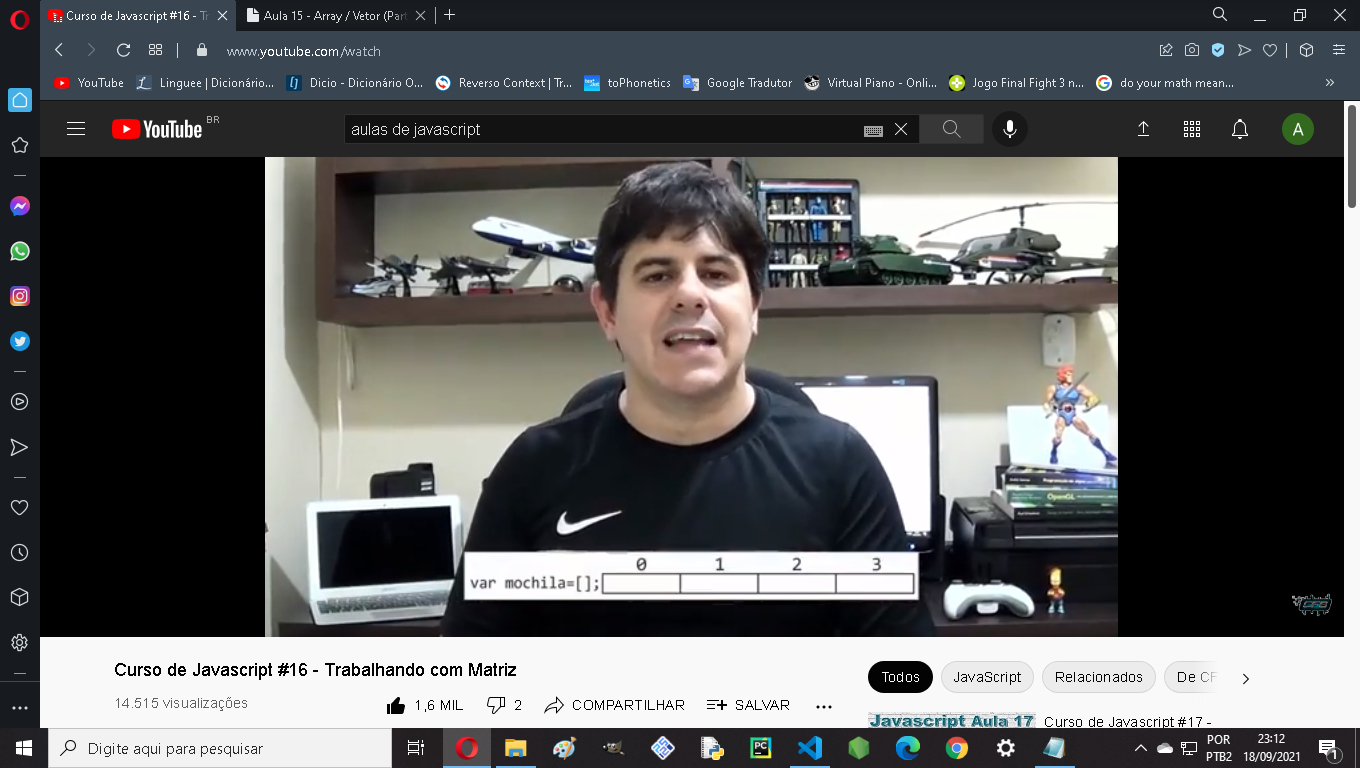 Curso de Javascript #16 - Tr
Aula 15 - Array / Vetor (Part
www.youtube.com/watch
YouTube
Linguee | Dicionário...
Dicio - Dicionário O...
Reverso Context | Tr...
toPhonetics
Google Tradutor
Virtual Piano - Onli...
Jogo Final Fight 3 n...
do your math mean...
YouTube BR
aulas de javascript
A
OpenGL
0 1 2 3
var mochila=[];
Curso de Javascript #16 - Trabalhando com Matriz
14.515 visualizações
1,6 MIL
2
COMPARTILHAR
SALVAR
Todos
JavaScript
Relacionados
De CF
Javascript Aula 17
Curso de Javascript #17 -
Digite aqui para pesquisar
POR
PTB2
23:12
18/09/2021
1